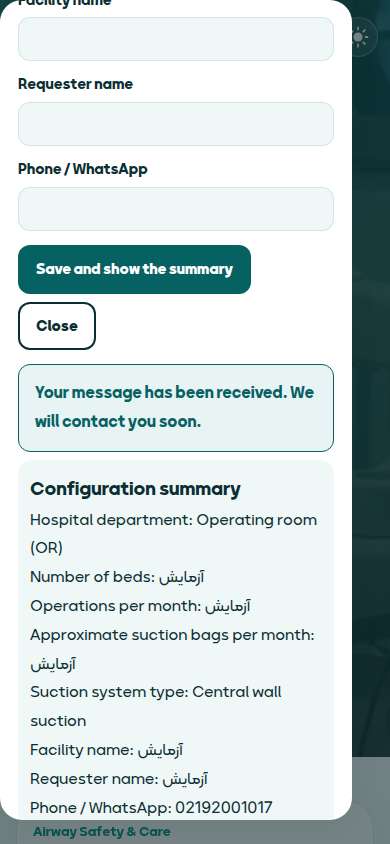 Facility name
Requester name
Phone / WhatsApp
Save and show the summary
Close
Your message has been received. We
will contact you soon.
Configuration summary
Hospital department: Operating room
(OR)
Number of beds: آزمایش
Operations per month: آزمایش
Approximate suction bags per month:
آزمایش
Suction system type: Central wall
suction
Facility name: آزمایش
Requester name: آزمایش
Phone / WhatsApp: 02192001017
Airway Safety & Care